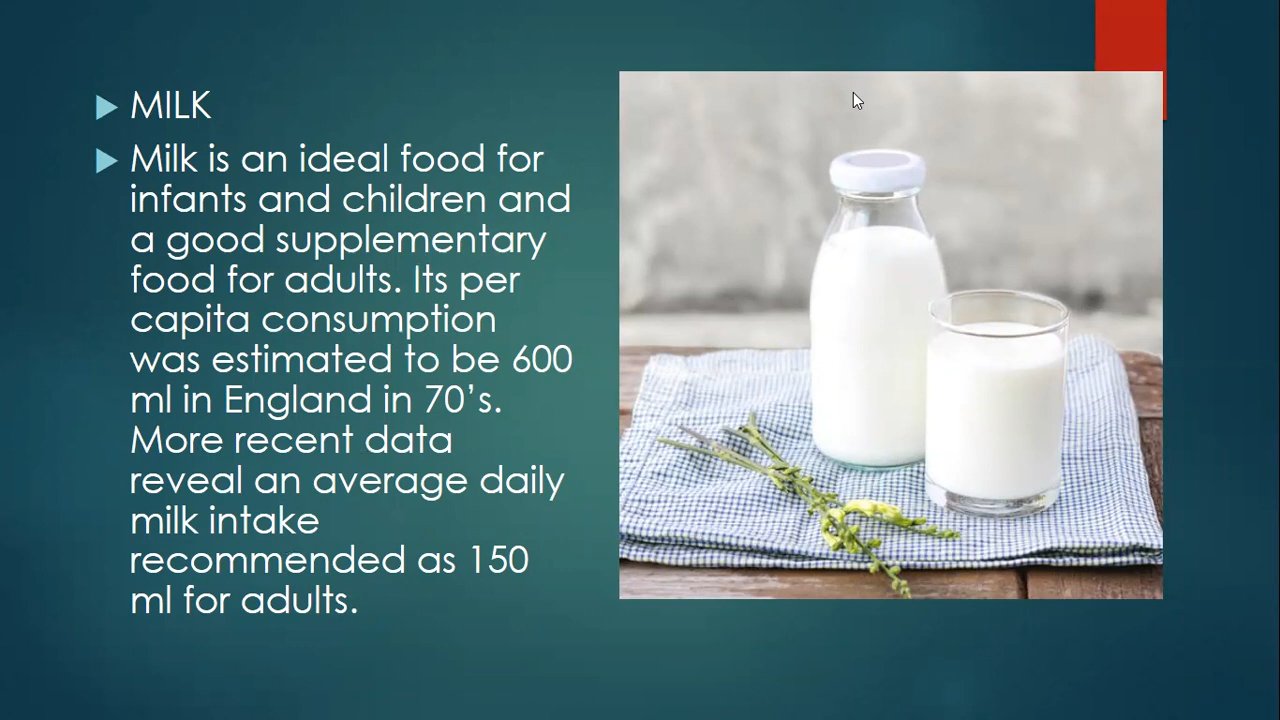 MILK
Milk is an ideal food for
infants and children and
a good supplementary
food for adults. Its per
capita consumption
was estimated to be 600
ml in England in 70’s.
More recent data
reveal an average daily
milk intake
recommended as 150
ml for adults.